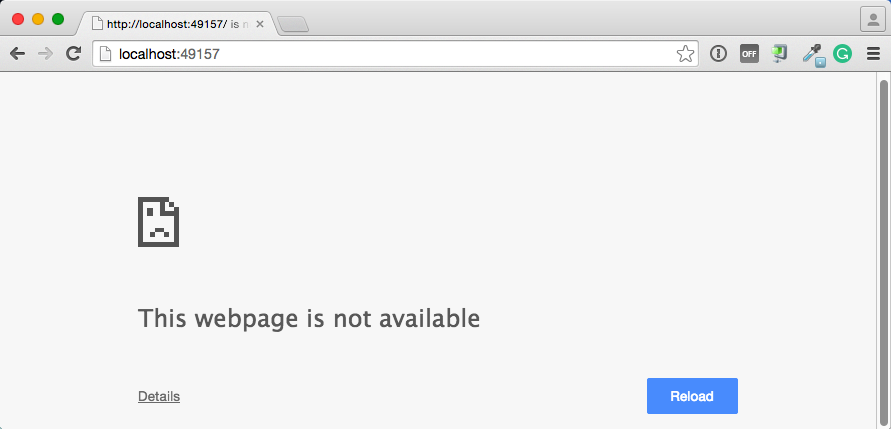 http://localhost:49157/ is n
localhost:49157
OFF
This webpage is not available
Details
Reload